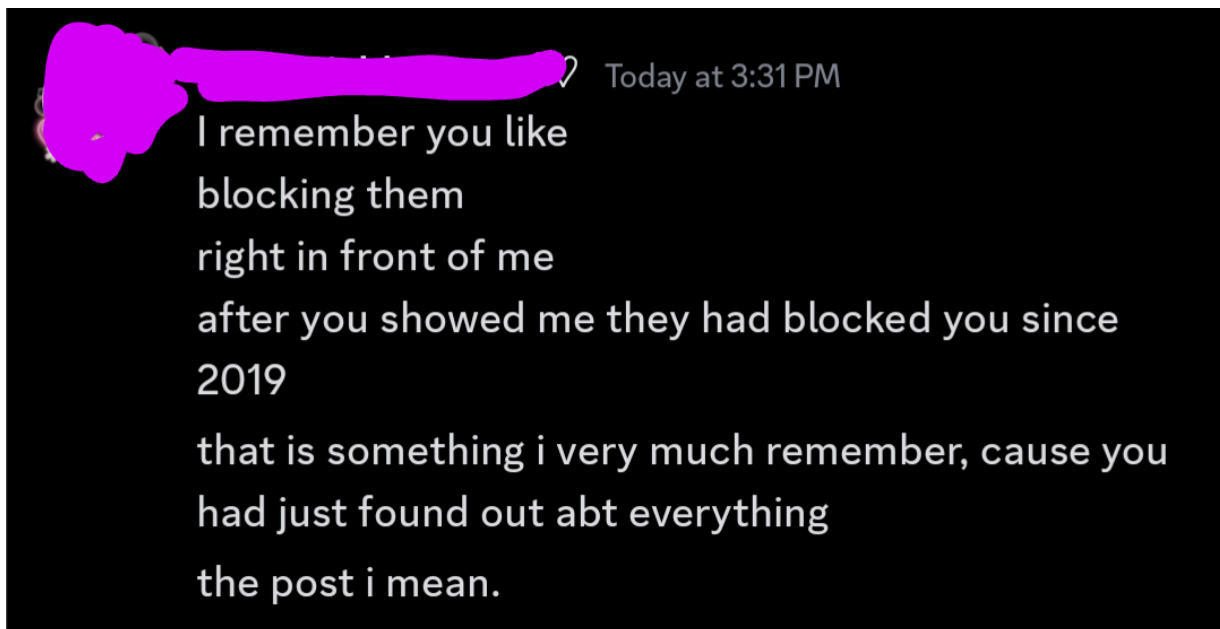 Today at 3:31 PM
I remember you like
blocking them
right in front of me
after you showed me they had blocked you since
2019
that is something i very much remember, cause you
had just found out abt everything
the post i mean.